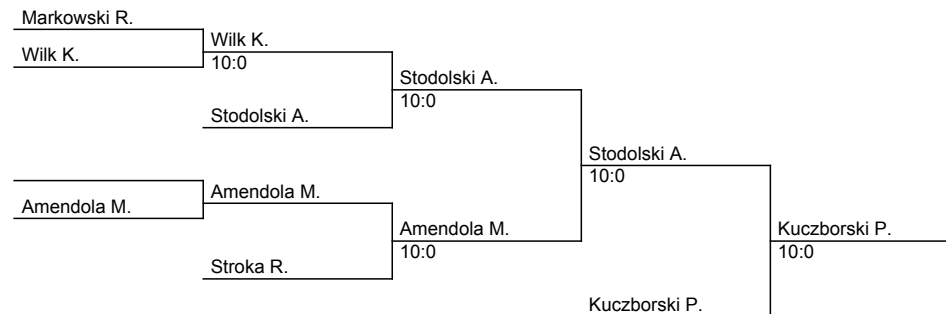 Markowski R.
Wilk K.
Wilk K.
10:0
Stodolski A.
Stodolski A.
10:0
Stodolski A.
10:0
Amendola M.
Amendola M.
Amendola M.
10:0
Stroka R.
Kuczborski P.
10:0
Kuczborski P.